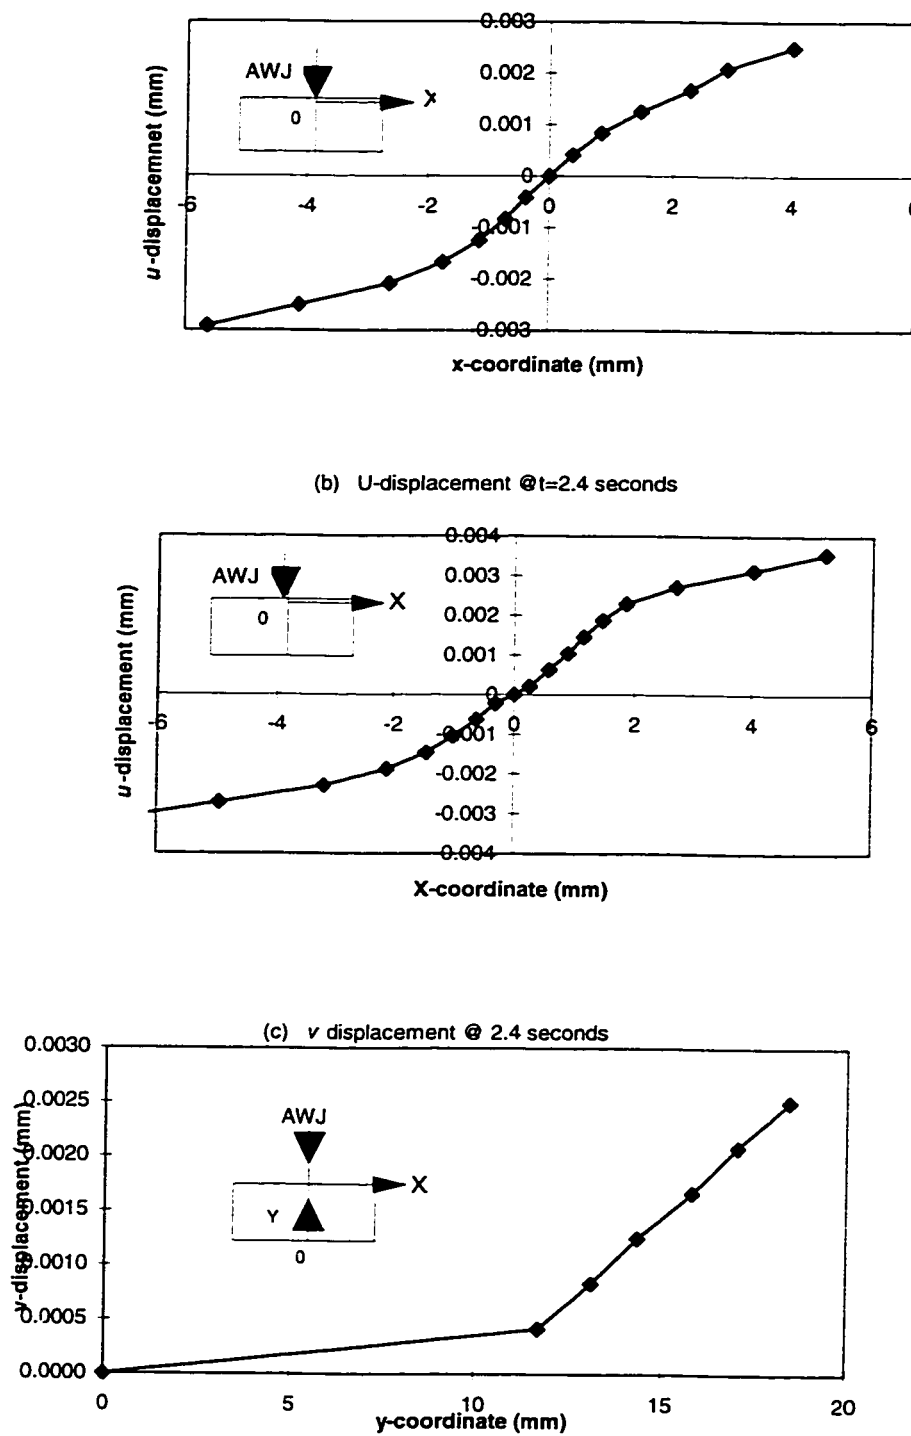 0.003
0.002
0.001
0
-0.001
-0.002
-0.003
u-displacemnet (mm)
AWJ
0
X
-6
-4
-2
0
2
4
x-coordinate (mm)
(b) U-displacement @t=2.4 seconds
0.004
0.003
0.002
0.001
0
-0.001
-0.002
-0.003
-0.004
u-displacement (mm)
AWJ
0
X
-6
-4
-2
0
2
4
6
X-coordinate (mm)
(c) v displacement @ 2.4 seconds
0.0030
0.0025
0.0020
0.0015
0.0010
0.0005
0.0000
v-displacement (mm)
AWJ
X
Y
0
0
5
10
15
20
y-coordinate (mm)